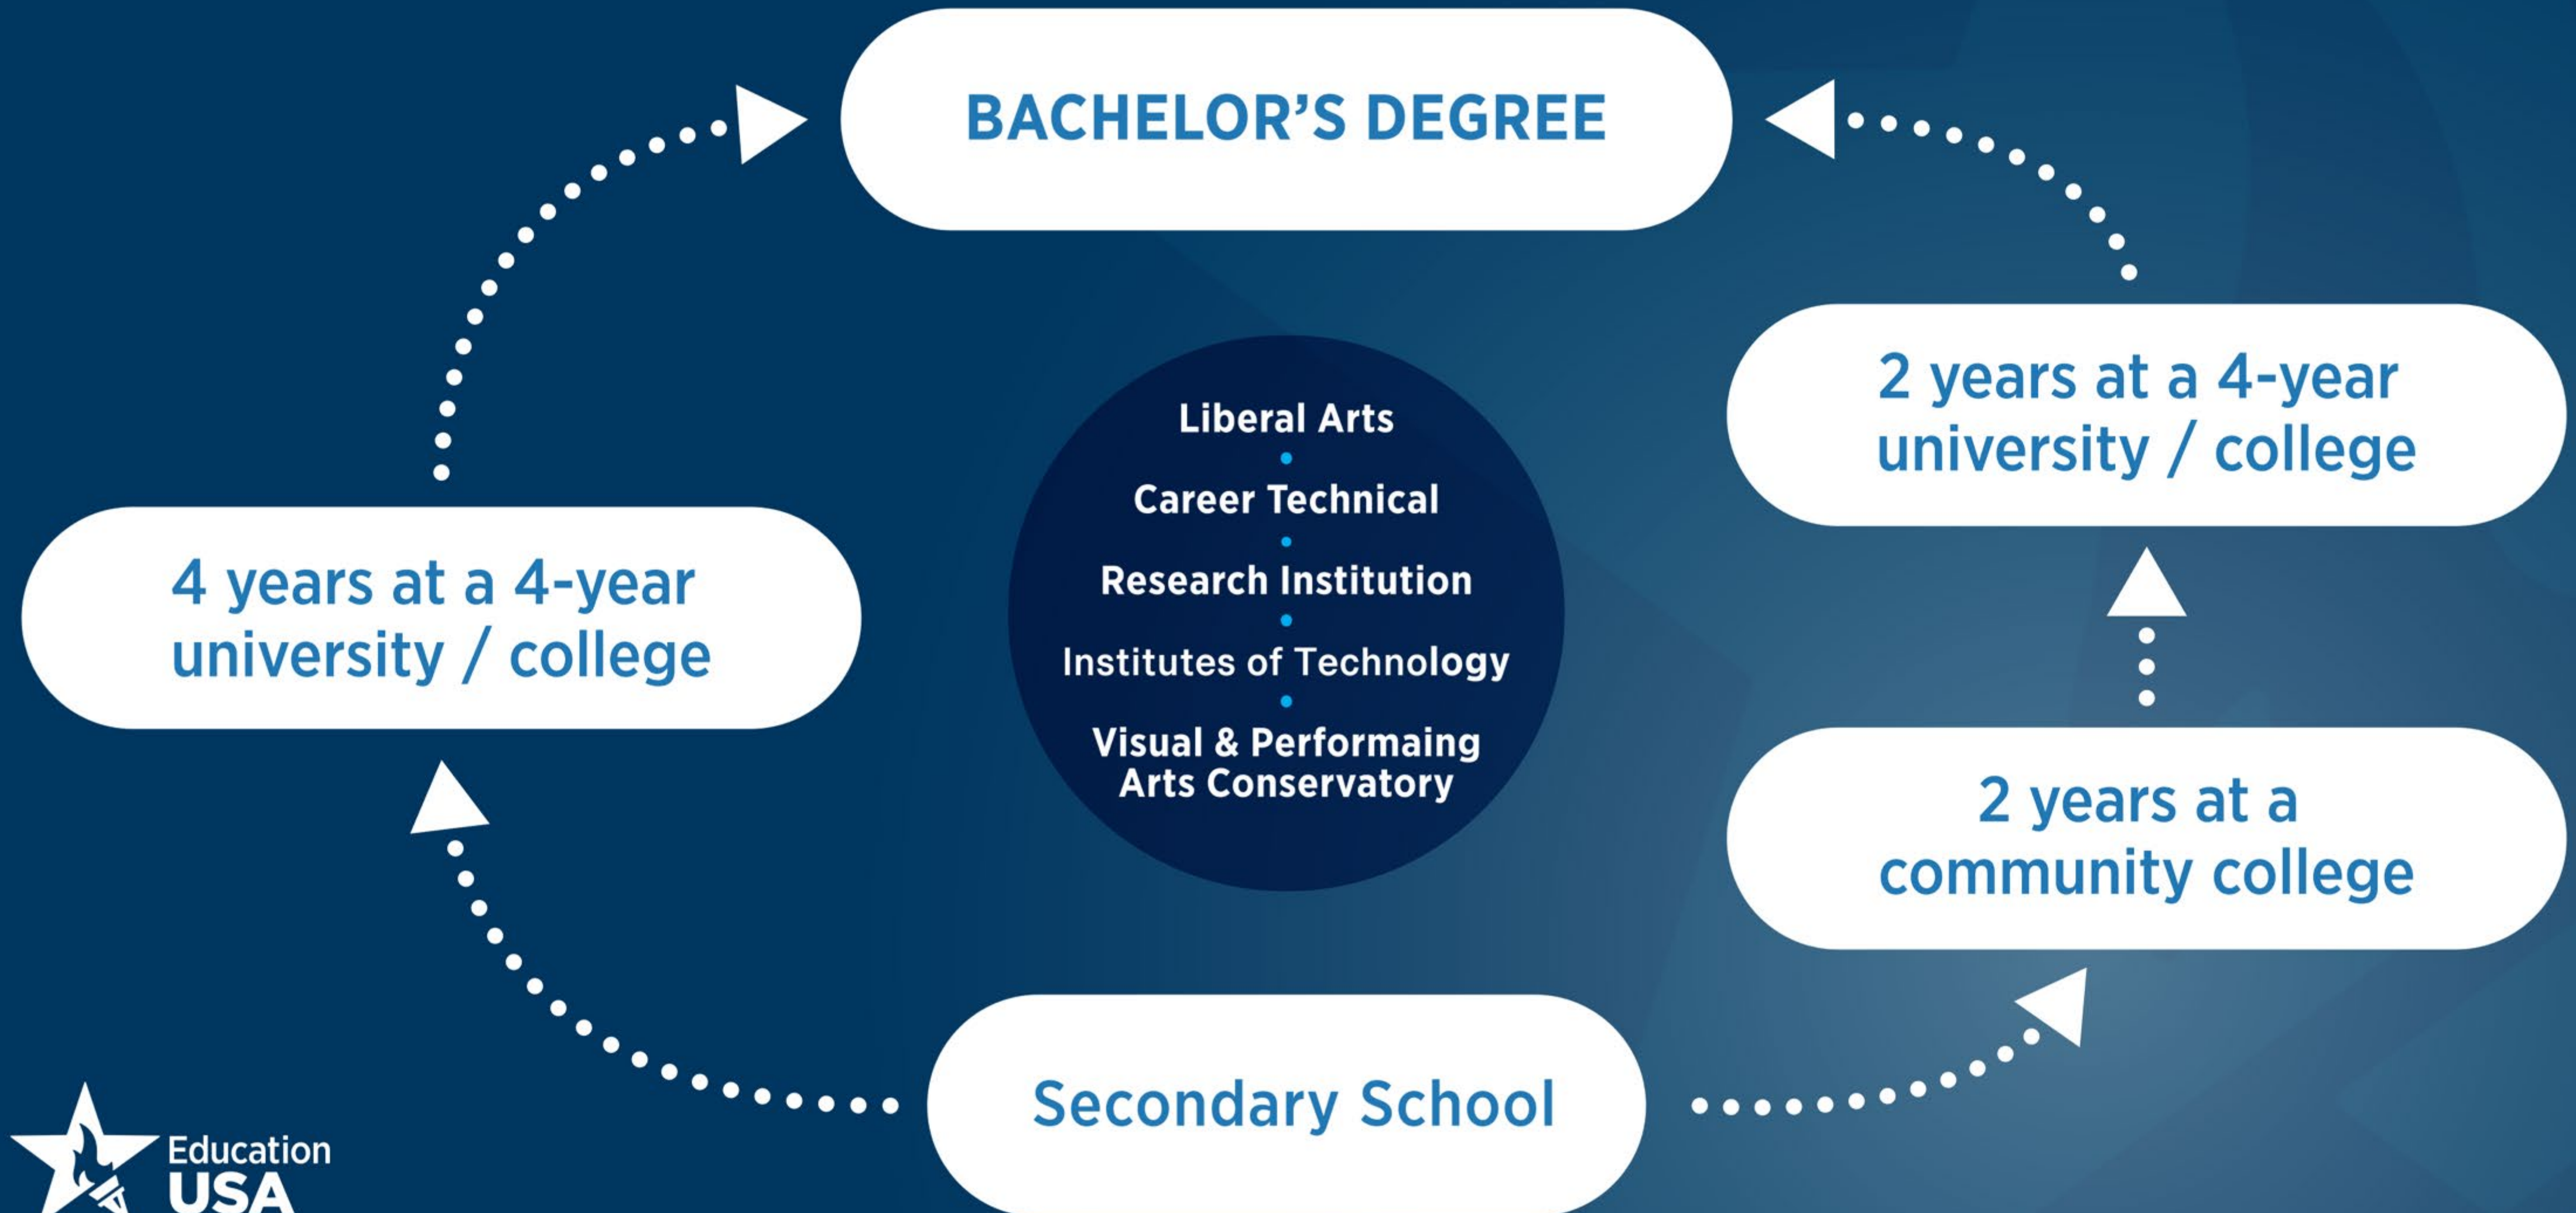 BACHELOR'S DEGREE
4 years at a 4-year
university / college
Liberal Arts
Career Technical
Research Institution
Institutes of Technology
Visual & Performaing
Arts Conservatory
2 years at a 4-year
university / college
2 years at a
community college
Secondary School
Education
USA